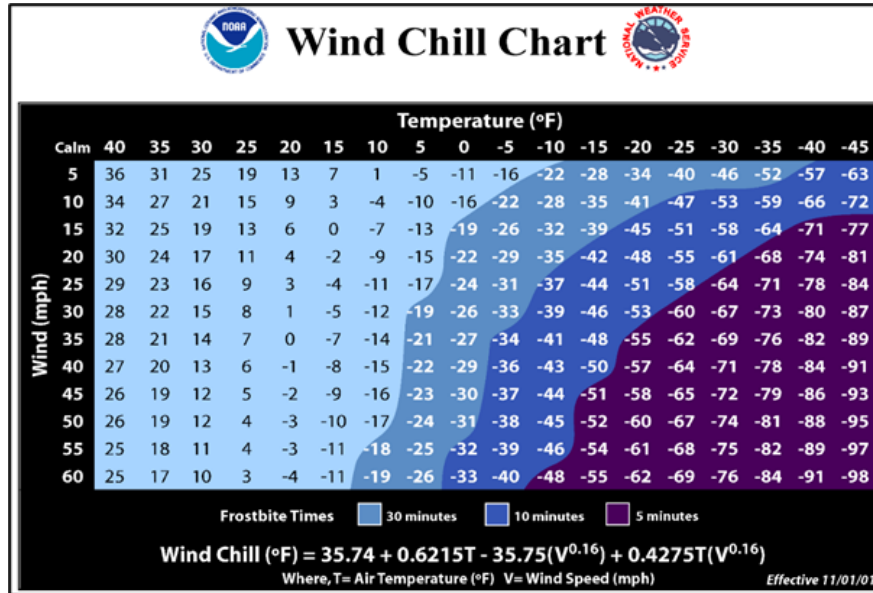 NOAA
Wind Chill Chart
NATIONAL WEATHER SERVICE
Temperature (ºF)
Calm 40 35 30 25 20 15 10 5 0 -5 -10 -15 -20 -25 -30 -35 -40 -45
5 36 31 25 19 13 7 1 -5 -11 -16 -22 -28 -34 -40 -46 -52 -57 -63
10 34 27 21 15 9 3 -4 -10 -16 -22 -28 -35 -41 -47 -53 -59 -66 -72
15 32 25 19 13 6 0 -7 -13 -19 -26 -32 -39 -45 -51 -58 -64 -71 -77
20 30 24 17 11 4 -2 -9 -15 -22 -29 -35 -42 -48 -55 -61 -68 -74 -81
25 29 23 16 9 3 -4 -11 -17 -24 -31 -37 -44 -51 -58 -64 -71 -78 -84
30 28 22 15 8 1 -5 -12 -19 -26 -33 -39 -46 -53 -60 -67 -73 -80 -87
35 28 21 14 7 0 -7 -14 -21 -27 -34 -41 -48 -55 -62 -69 -76 -82 -89
40 27 20 13 6 -1 -8 -15 -22 -29 -36 -43 -50 -57 -64 -71 -78 -84 -91
45 26 19 12 5 -2 -9 -16 -23 -30 -37 -44 -51 -58 -65 -72 -79 -86 -93
50 26 19 12 4 -3 -10 -17 -24 -31 -38 -45 -52 -60 -67 -74 -81 -88 -95
55 25 18 11 4 -3 -11 -18 -25 -32 -39 -46 -54 -61 -68 -75 -82 -89 -97
60 25 17 10 3 -4 -11 -19 -26 -33 -40 -48 -55 -62 -69 -76 -84 -91 -98
Wind (mph)
Frostbite Times 30 minutes 10 minutes 5 minutes
Wind Chill (ºF) = 35.74 + 0.6215T - 35.75(V0.16) + 0.4275T(V0.16)
Where, T= Air Temperature (ºF) V= Wind Speed (mph) Effective 11/01/01